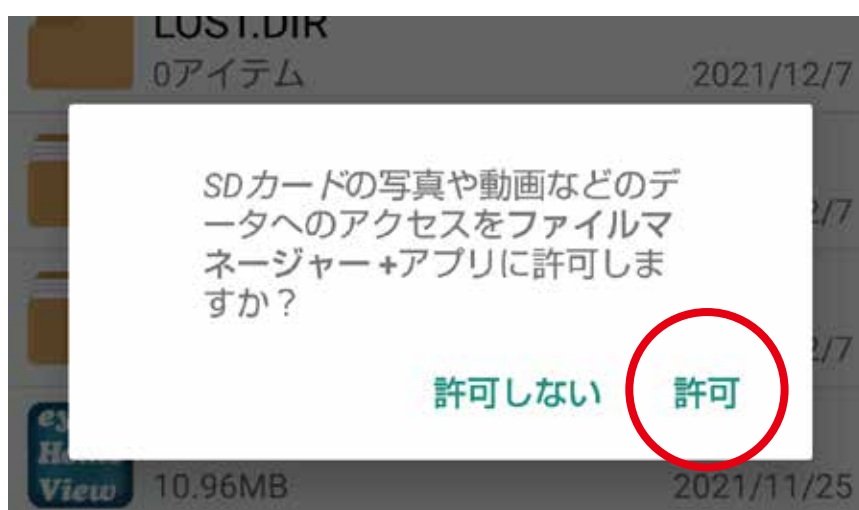 LOST.DIR
0アイテム
2021/12/7
SDカードの写真や動画などのデ
ータへのアクセスをファイルマ
ネージャー +アプリに許可しま
すか？
2/7
2/7
許可しない
許可
View
10.96MB
2021/11/25